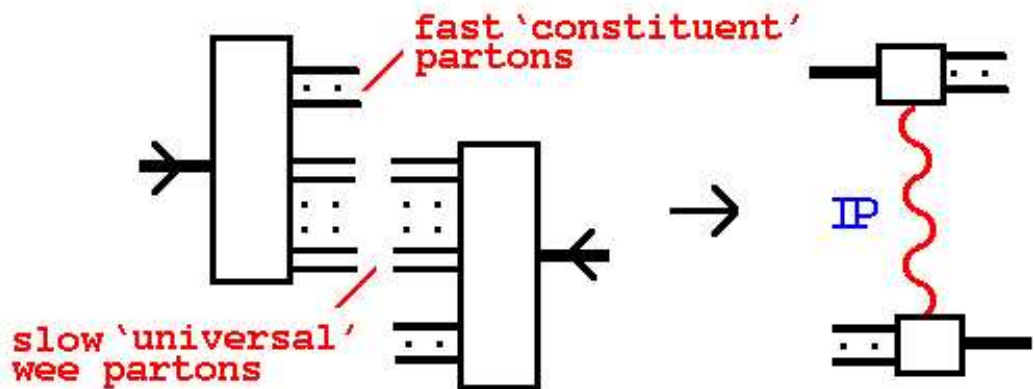 fast `constituent'
partons
IP
slow `universal'
wee partons